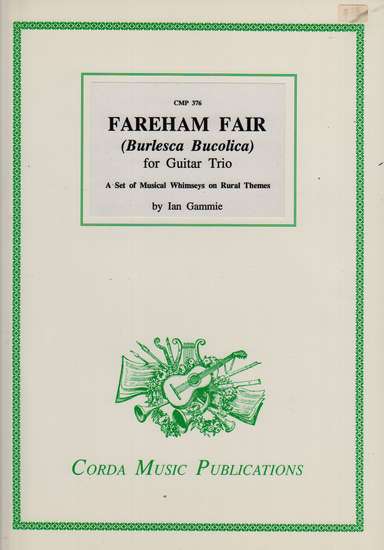 CMP 376
FAREHAM FAIR
(Burlesca Bucolica)
for Guitar Trio
A Set of Musical Whimseys on Rural Themes
by Ian Gammie
CORDA MUSIC PUBLICATIONS